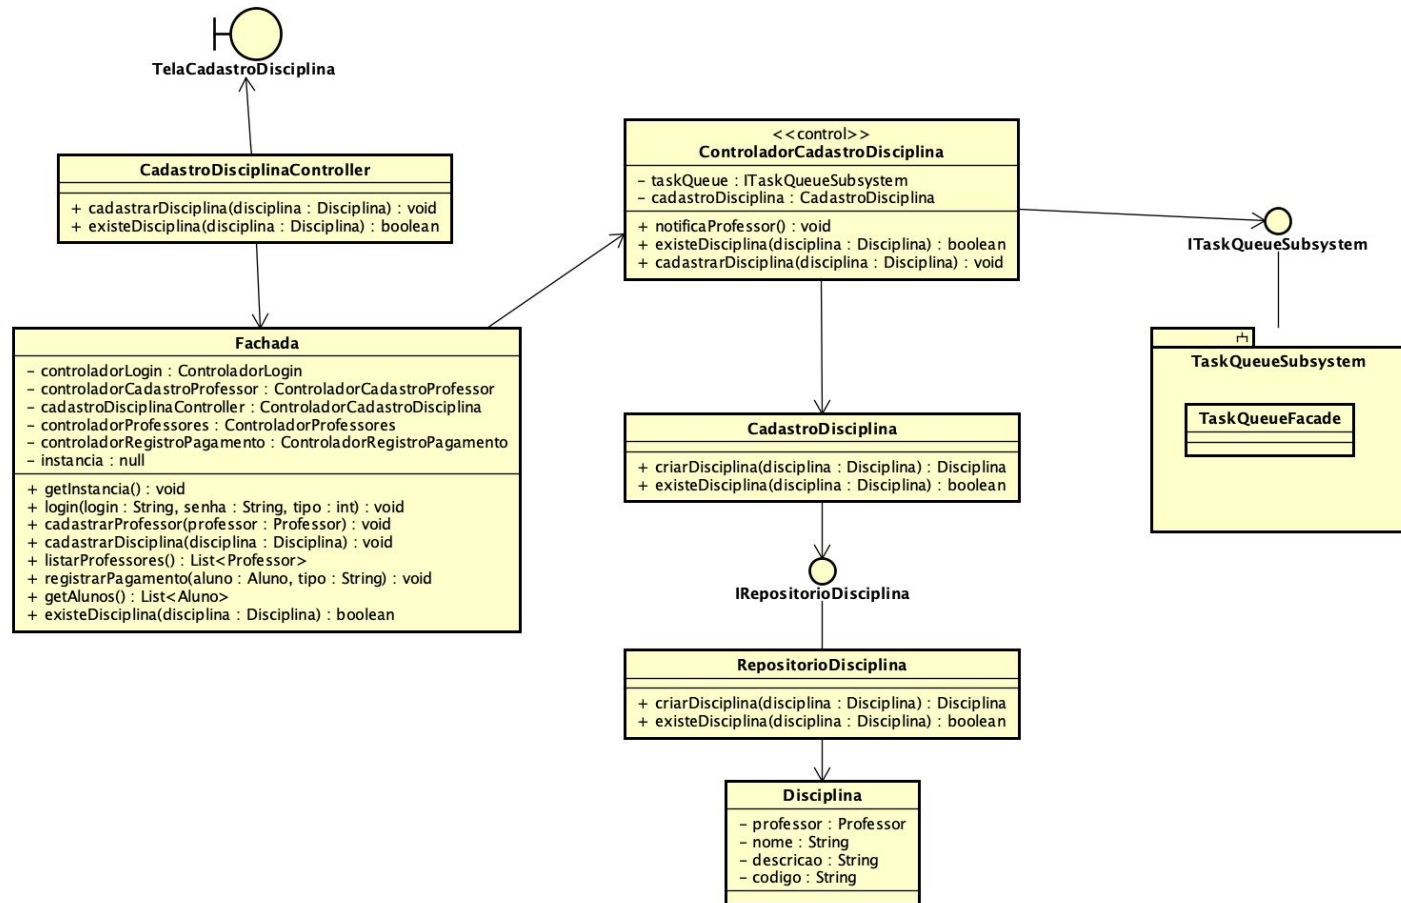 TelaCadastroDisciplina
CadastroDisciplinaController
+ cadastrarDisciplina(disciplina : Disciplina) : void
+ existeDisciplina(disciplina : Disciplina) : boolean
Fachada
- controladorLogin : ControladorLogin
- controladorCadastroProfessor : ControladorCadastroProfessor
- cadastroDisciplinaController : ControladorCadastroDisciplina
- controladorProfessores : ControladorProfessores
- controladorRegistroPagamento : ControladorRegistroPagamento
- instancia : null
+ getInstancia() : void
+ login(login : String, senha : String, tipo : int) : void
+ cadastrarProfessor(professor : Professor) : void
+ cadastrarDisciplina(disciplina : Disciplina) : void
+ listarProfessores() : List<Professor>
+ registrarPagamento(aluno : Aluno, tipo : String) : void
+ getAlunos() : List<Aluno>
+ existeDisciplina(disciplina : Disciplina) : boolean
<<control>>
ControladorCadastroDisciplina
- taskQueue : ITaskQueueSubsystem
- cadastroDisciplina : CadastroDisciplina
+ notificaProfessor() : void
+ existeDisciplina(disciplina : Disciplina) : boolean
+ cadastrarDisciplina(disciplina : Disciplina) : void
CadastroDisciplina
+ criarDisciplina(disciplina : Disciplina) : Disciplina
+ existeDisciplina(disciplina : Disciplina) : boolean
IRepositorioDisciplina
RepositorioDisciplina
+ criarDisciplina(disciplina : Disciplina) : Disciplina
+ existeDisciplina(disciplina : Disciplina) : boolean
Disciplina
- professor : Professor
- nome : String
- descricao : String
- codigo : String
ITaskQueueSubsystem
TaskQueueSubsystem
TaskQueueFacade